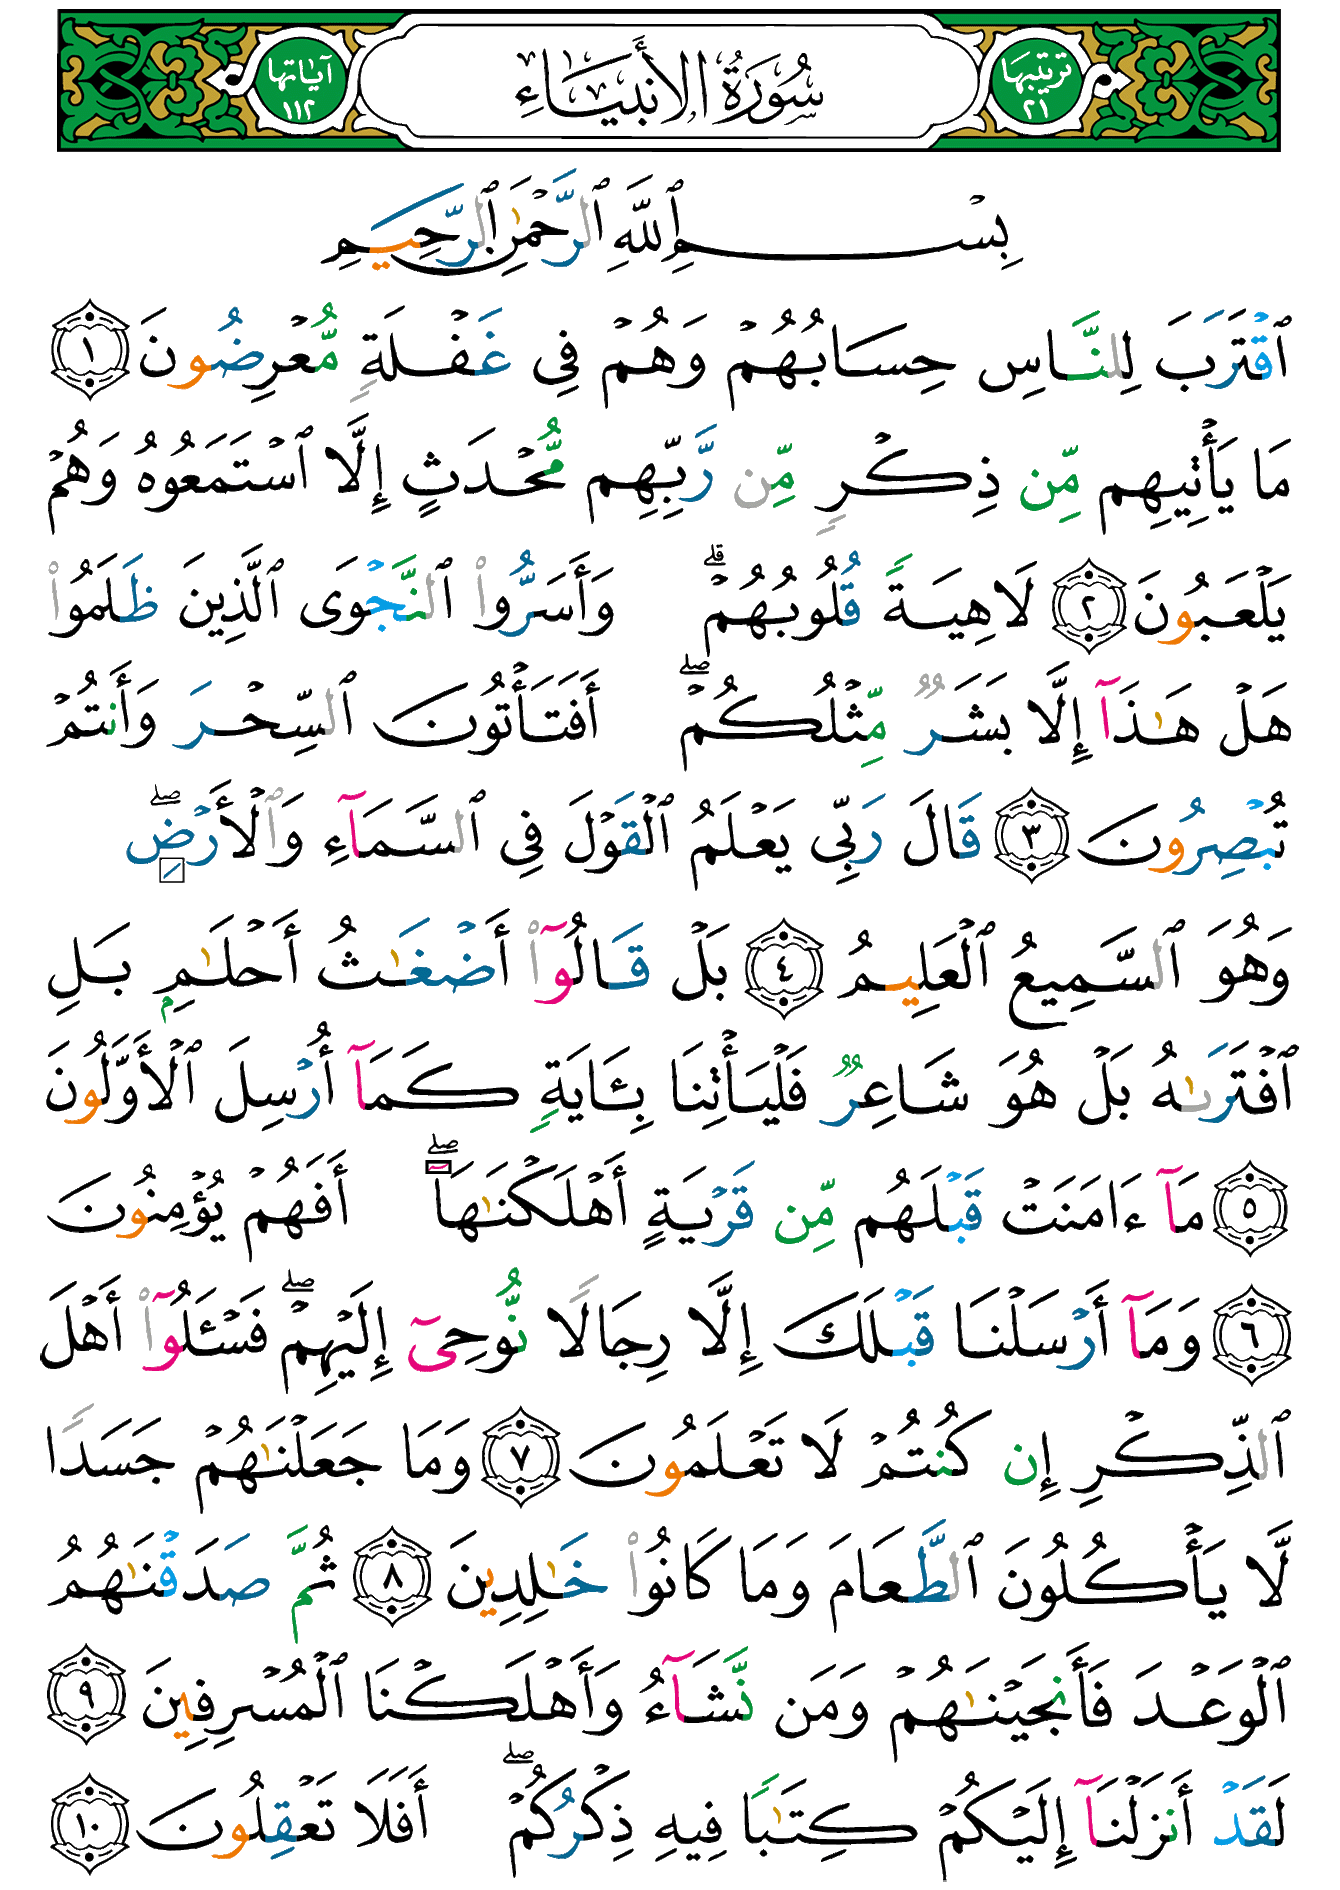 ترتيبها ٢١ سُورَةُ الأَنبِيَاءِ آيَاتها ١١٢
بِسْمِ ٱللَّهِ ٱلرَّحْمَٰنِ ٱلرَّحِيمِ
ٱقْتَرَبَ لِلنَّاسِ حِسَابُهُمْ وَهُمْ فِى غَفْلَةٍ مُّعْرِضُونَ ١
مَا يَأْتِيهِم مِّن ذِكْرٍ مِّن رَّبِّهِم مُّحْدَثٍ إِلَّا ٱسْتَمَعُوهُ وَهُمْ
يَلْعَبُونَ ٢ لَاهِيَةً قُلُوبُهُمْ ۗ وَأَسَرُّوا۟ ٱلنَّجْوَى ٱلَّذِينَ ظَلَمُوا۟
هَلْ هَـٰذَآ إِلَّا بَشَرٌ مِّثْلُكُمْ ۖ أَفَتَأْتُونَ ٱلسِّحْرَ وَأَنتُمْ
تُبْصِرُونَ ٣ قَالَ رَبِّى يَعْلَمُ ٱلْقَوْلَ فِى ٱلسَّمَآءِ وَٱلْأَرْضِ ۖ
وَهُوَ ٱلسَّمِيعُ ٱلْعَلِيمُ ٤ بَلْ قَالُوٓا۟ أَضْغَـٰثُ أَحْلَـٰمٍ بَلِ
ٱفْتَرَىٰهُ بَلْ هُوَ شَاعِرٌ فَلْيَأْتِنَا بِـَٔايَةٍ كَمَآ أُرْسِلَ ٱلْأَوَّلُونَ
٥ مَآ ءَامَنَتْ قَبْلَهُم مِّن قَرْيَةٍ أَهْلَكْنَـٰهَآ ۖ أَفَهُمْ يُؤْمِنُونَ
٦ وَمَآ أَرْسَلْنَا قَبْلَكَ إِلَّا رِجَالًا نُّوحِىٓ إِلَيْهِمْ ۖ فَسْـَٔلُوٓا۟ أَهْلَ
ٱلذِّكْرِ إِن كُنتُمْ لَا تَعْلَمُونَ ٧ وَمَا جَعَلْنَـٰهُمْ جَسَدًا
لَّا يَأْكُلُونَ ٱلطَّعَامَ وَمَا كَانُوا۟ خَـٰلِدِينَ ٨ ثُمَّ صَدَقْنَـٰهُمُ
ٱلْوَعْدَ فَأَنجَيْنَـٰهُمْ وَمَن نَّشَآءُ وَأَهْلَكْنَا ٱلْمُسْرِفِينَ ٩
لَقَدْ أَنزَلْنَآ إِلَيْكُمْ كِتَـٰبًا فِيهِ ذِكْرُكُمْ ۖ أَفَلَا تَعْقِلُونَ ١٠